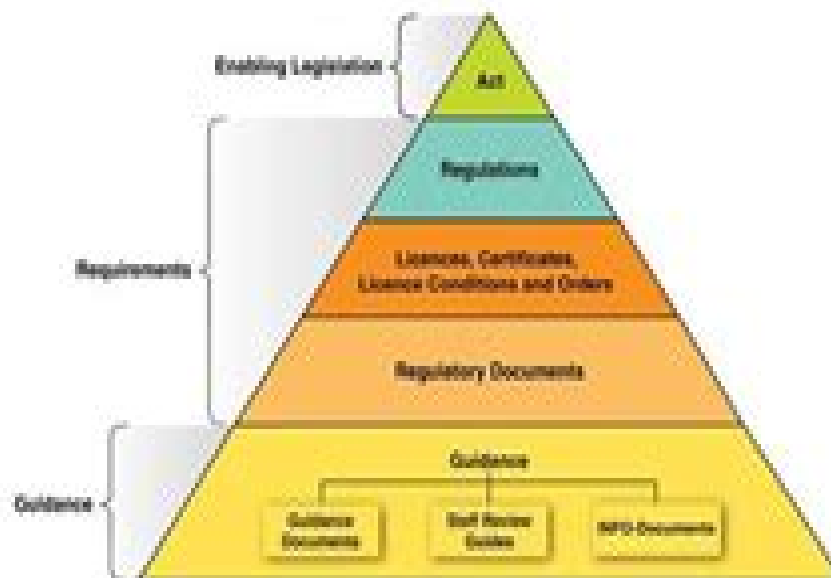 Enabling Legislation
Act
Regulations
Requirements
Licences, Certificates,
Licence Conditions and Orders
Regulatory Documents
Guidance
Guidance
Guidance
Documents
Staff Review
Guides
INFO-Documents